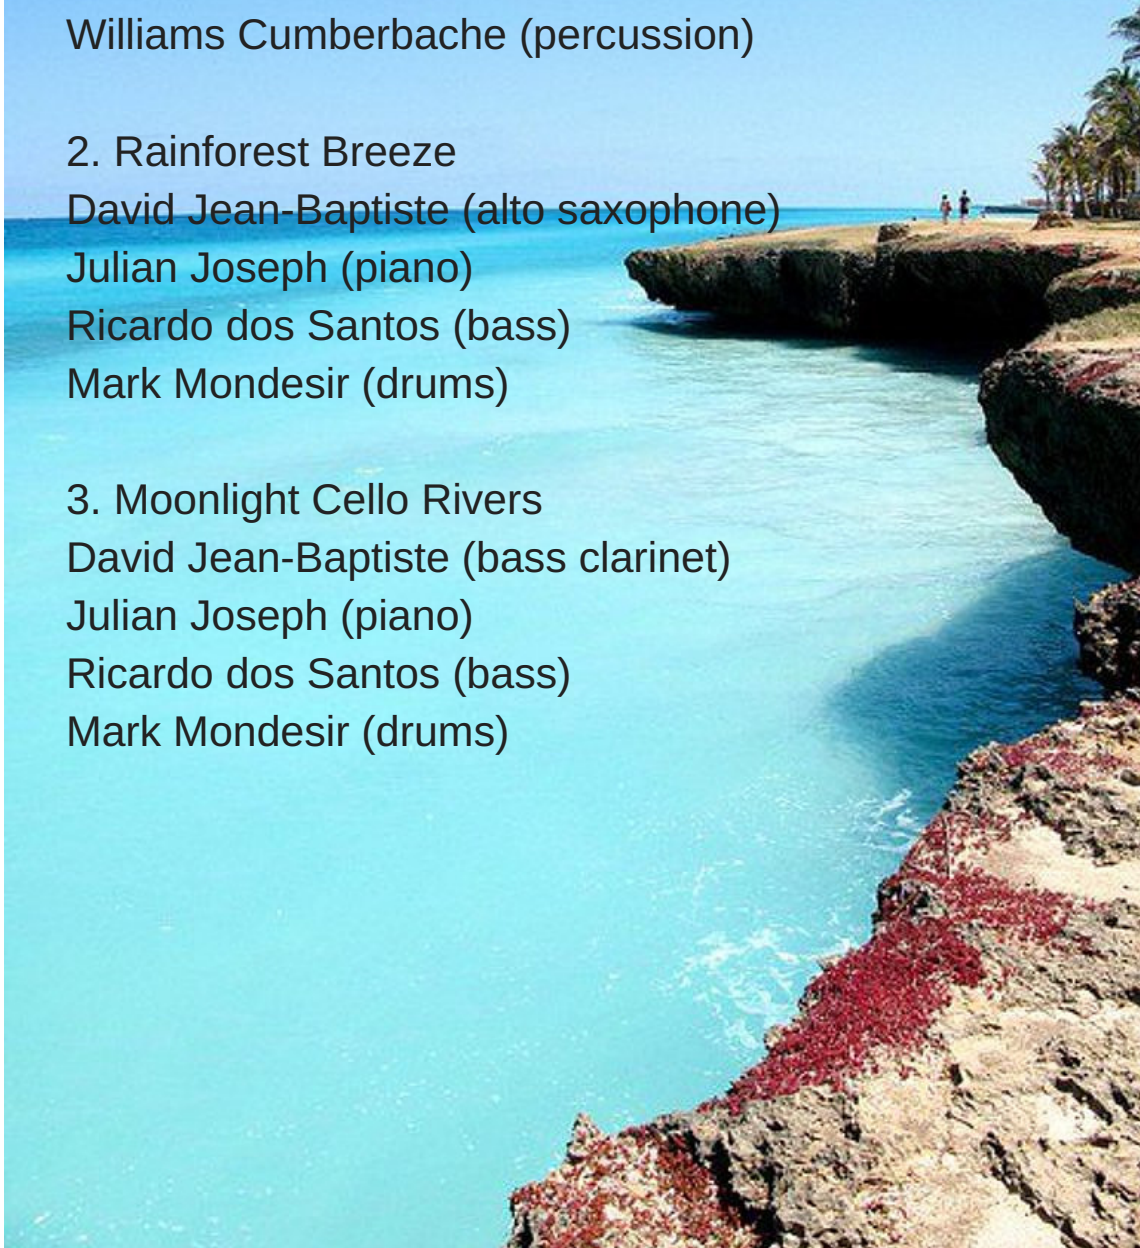 Williams Cumberbache (percussion)
2. Rainforest Breeze
David Jean-Baptiste (alto saxophone)
Julian Joseph (piano)
Ricardo dos Santos (bass)
Mark Mondesir (drums)
3. Moonlight Cello Rivers
David Jean-Baptiste (bass clarinet)
Julian Joseph (piano)
Ricardo dos Santos (bass)
Mark Mondesir (drums)